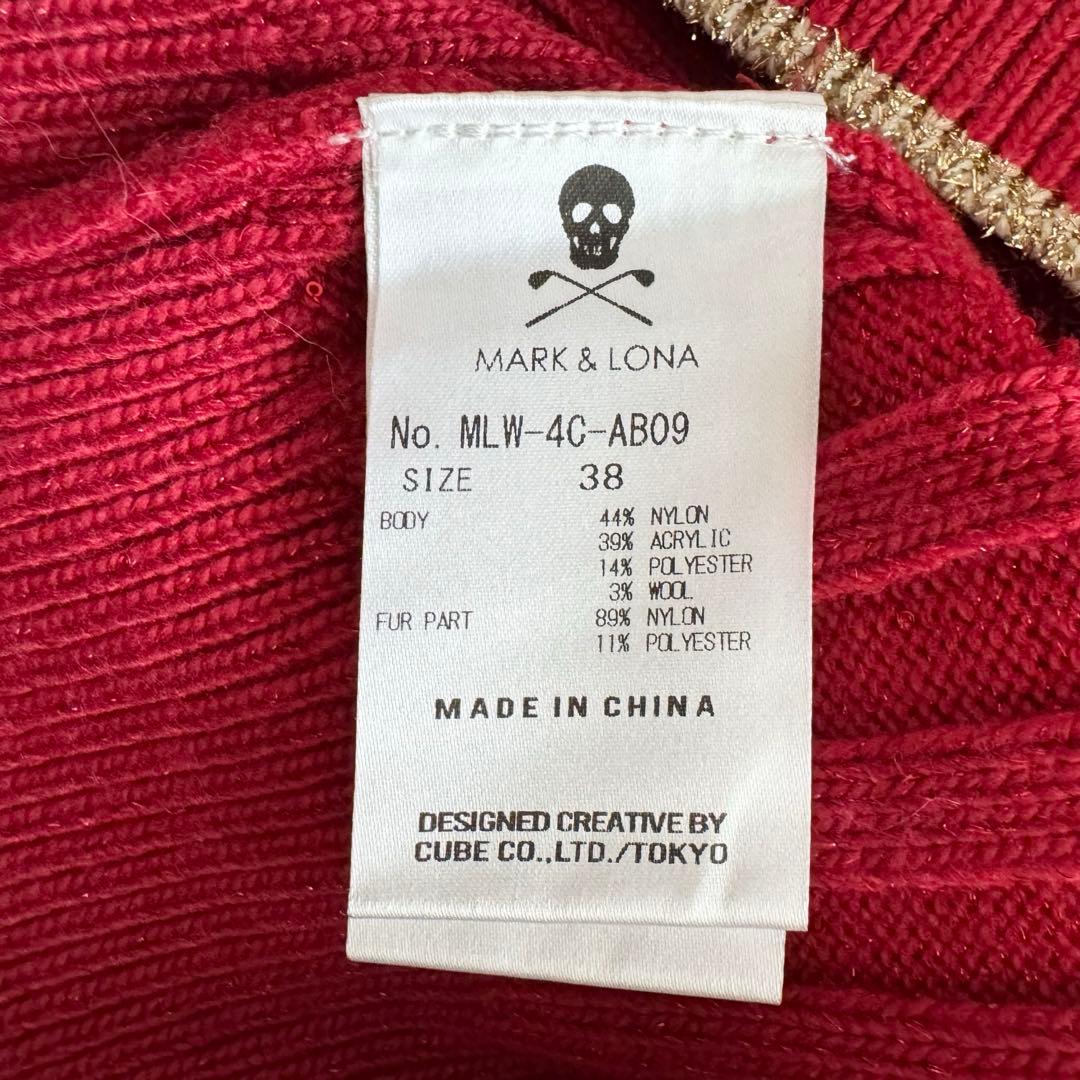 MARK & LONA
No. MLW-4C-AB09
SIZE 38
BODY 44% NYLON
39% ACRYLIC
14% POLYESTER
3% WOOL
FUR PART 89% NYLON
11% POLYESTER
MADE IN CHINA
DESIGNED CREATIVE BY
CUBE CO.,LTD./TOKYO